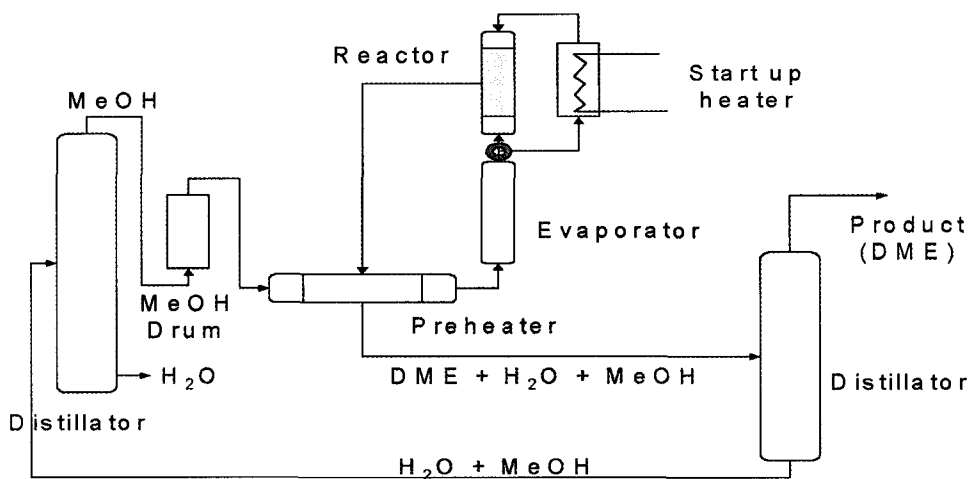 Reactor
Start up
heater
MeOH
Evaporator
Product
(DME)
MeOH
Drum
Preheater
H₂O
DME + H₂O + MeOH
Distillator
Distillator
H₂O + MeOH